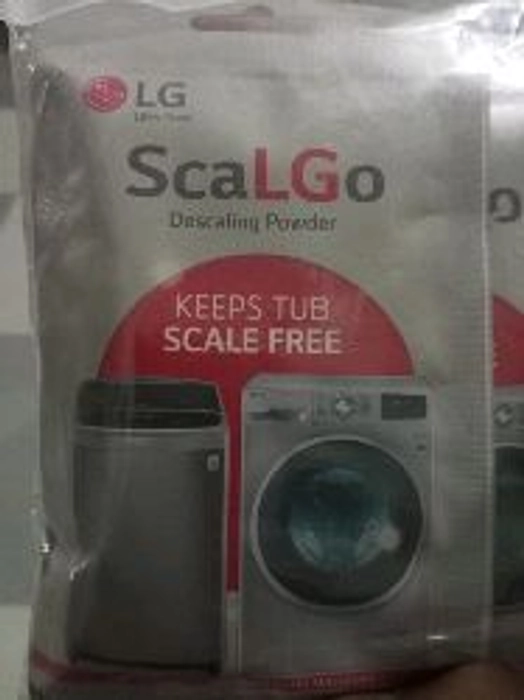 LG
ScaLGo
Descaling Powder
KEEPS TUB
SCALE FREE